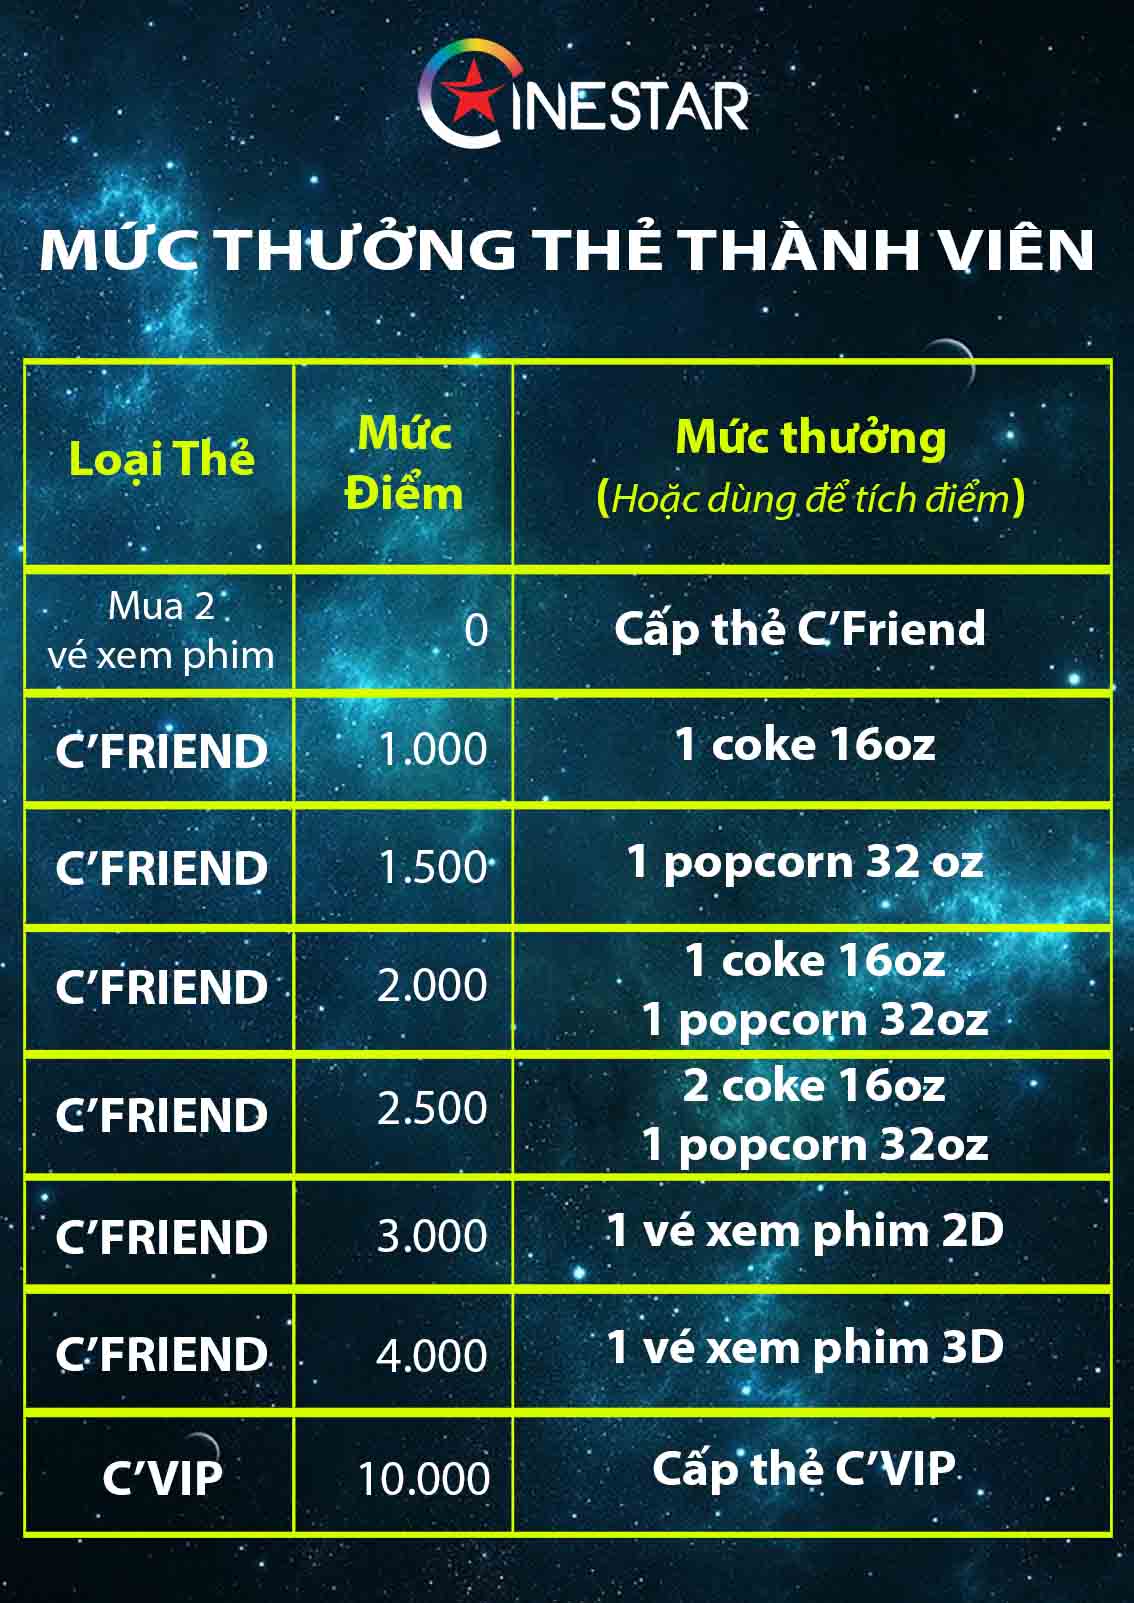 CINESTAR
MỨC THƯỞNG THẺ THÀNH VIÊN
Loại Thẻ
Mức
Điểm
Mức thưởng
(Hoặc dùng để tích điểm)
Mua 2
vé xem phim
0
Cấp thẻ C’Friend
C’FRIEND
1.000
1 coke 16oz
C’FRIEND
1.500
1 popcorn 32 oz
C’FRIEND
2.000
1 coke 16oz
1 popcorn 32oz
C’FRIEND
2.500
2 coke 16oz
1 popcorn 32oz
C’FRIEND
3.000
1 vé xem phim 2D
C’FRIEND
4.000
1 vé xem phim 3D
C’VIP
10.000
Cấp thẻ C’VIP